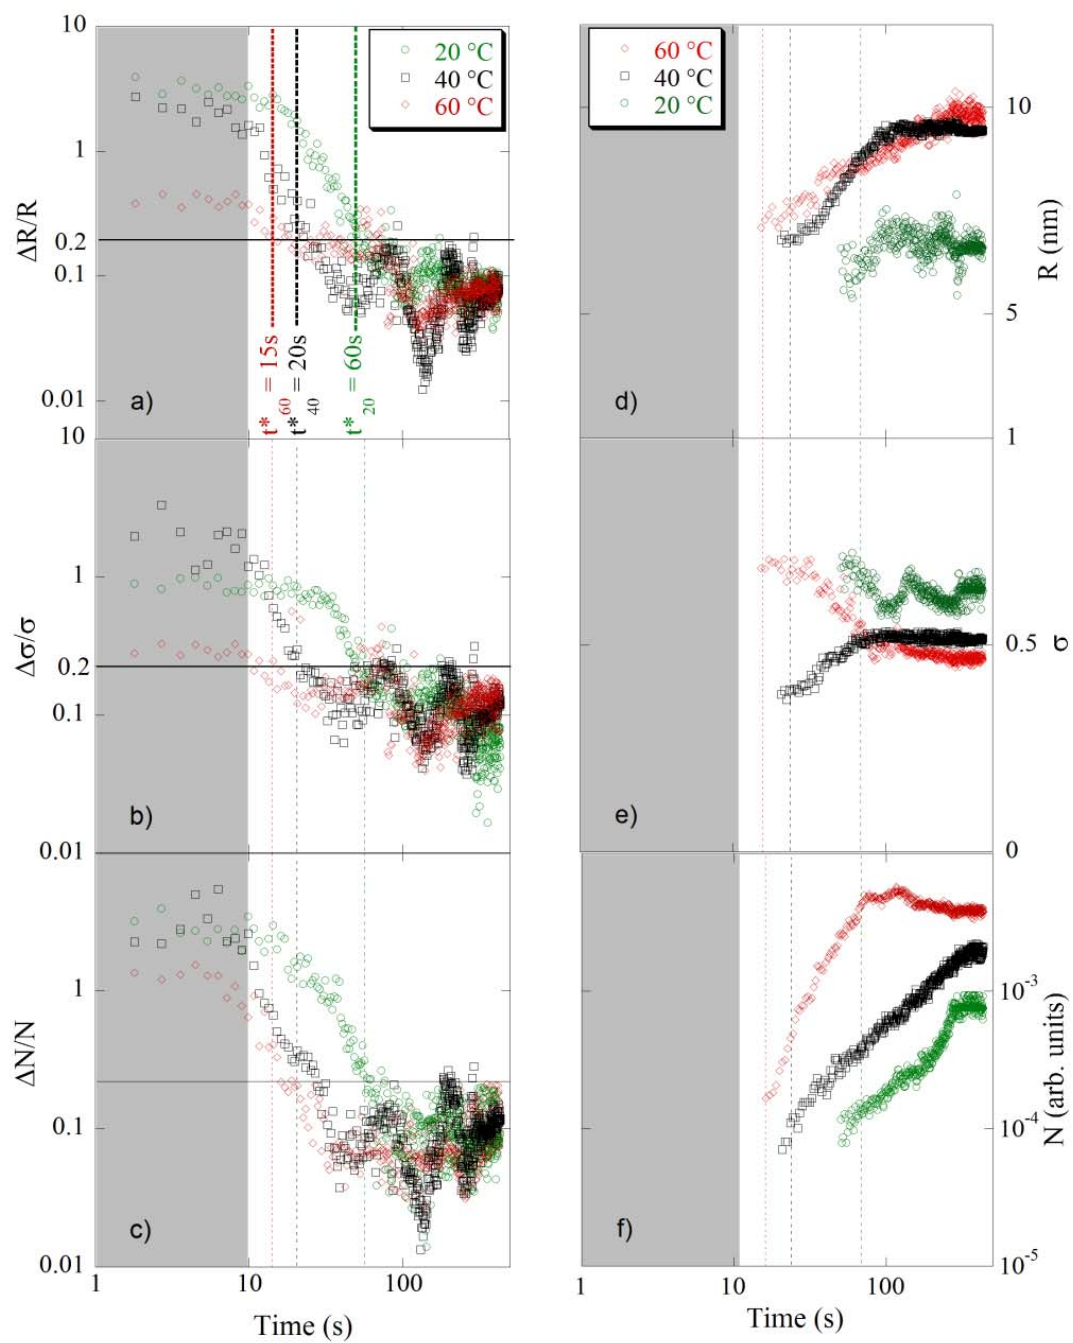 10
1
0.2
0.1
0.01
ΔR/R
20 °C
40 °C
60 °C
t*60 = 15s
t*40 = 20s
t*20 = 60s
a)
10
1
0.2
0.1
0.01
Δσ/σ
b)
1
0.1
0.01
ΔN/N
c)
1
10
100
Time (s)
60 °C
40 °C
20 °C
10
5
1
R (nm)
d)
0.5
0
σ
e)
10-3
10-4
10-5
N (arb. units)
f)
1
10
100
Time (s)